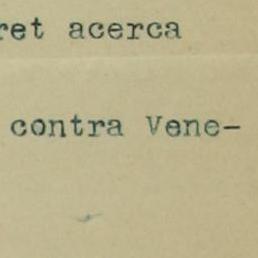 ret acerca
contra Vene-